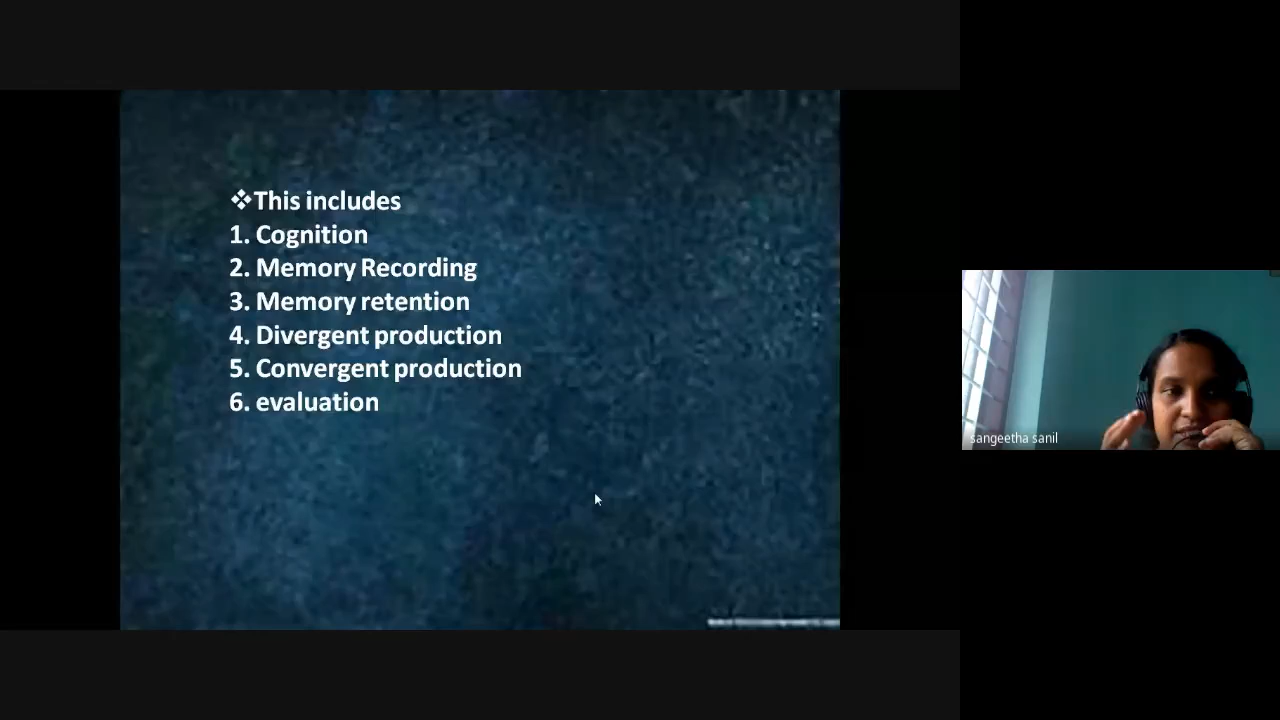 ❖This includes
1. Cognition
2. Memory Recording
3. Memory retention
4. Divergent production
5. Convergent production
6. evaluation
sangeetha sanil